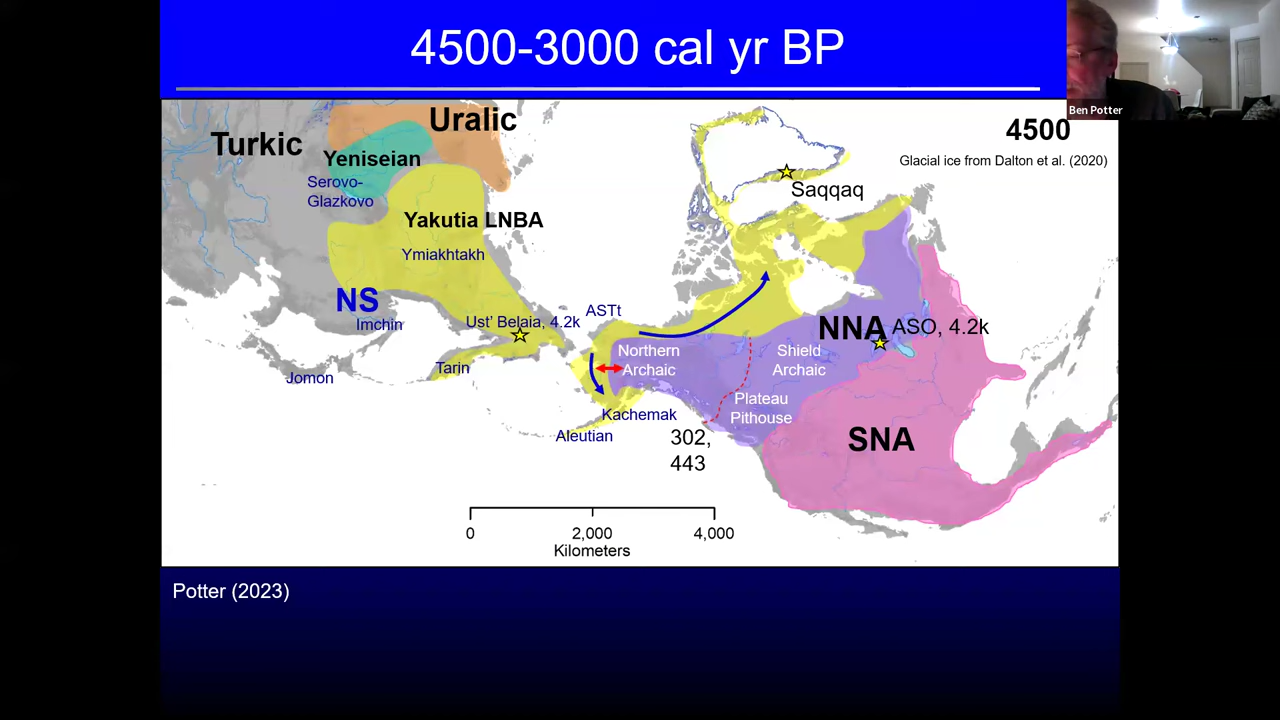 4500-3000 cal yr BP
Ben Potter
4500
Glacial ice from Dalton et al. (2020)
Uralic
Turkic
Yeniseian
Serovo-
Glazkovo
Saqqaq
Yakutia LNBA
Ymiakhtakh
NS
Imchin
Ust' Belaia, 4.2k
ASTt
NNA
ASO, 4.2k
Northern
Archaic
Shield
Archaic
Jomon
Tarin
Plateau
Pithouse
Kachemak
Aleutian
302,
443
SNA
0
2,000
4,000
Kilometers
Potter (2023)